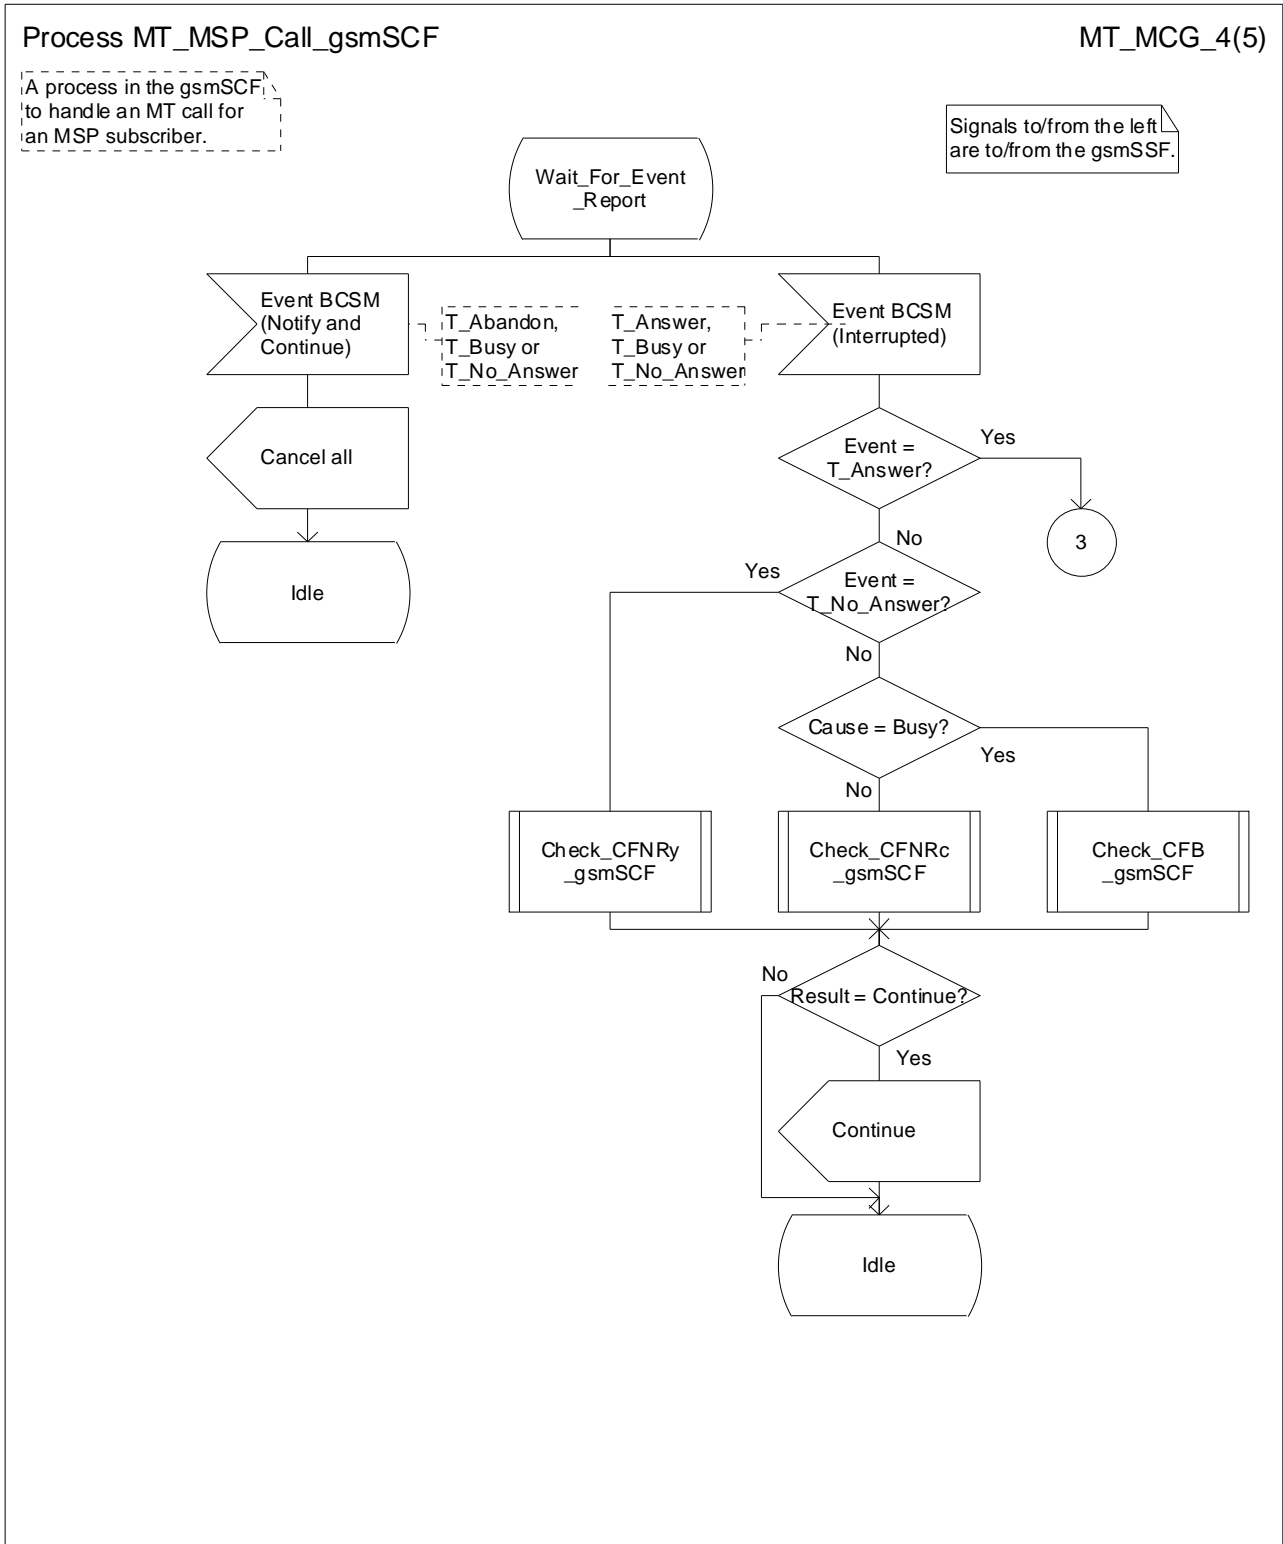 Process MT_MSP_Call_gsmSCF
MT_MCG_4(5)
A process in the gsmSCF
to handle an MT call for
an MSP subscriber.
Signals to/from the left
are to/from the gsmSSF.
Wait_For_Event
_Report
Event BCSM
(Notify and
Continue)
T_Abandon,
T_Busy or
T_No_Answer
T_Answer,
T_Busy or
T_No_Answer
Event BCSM
(Interrupted)
Cancel all
Event =
T_Answer?
Yes
3
No
Idle
Yes
Event =
T_No_Answer?
No
Cause = Busy?
Yes
No
Check_CFNRy
_gsmSCF
Check_CFNRc
_gsmSCF
Check_CFB
_gsmSCF
No
Result = Continue?
Yes
Continue
Idle